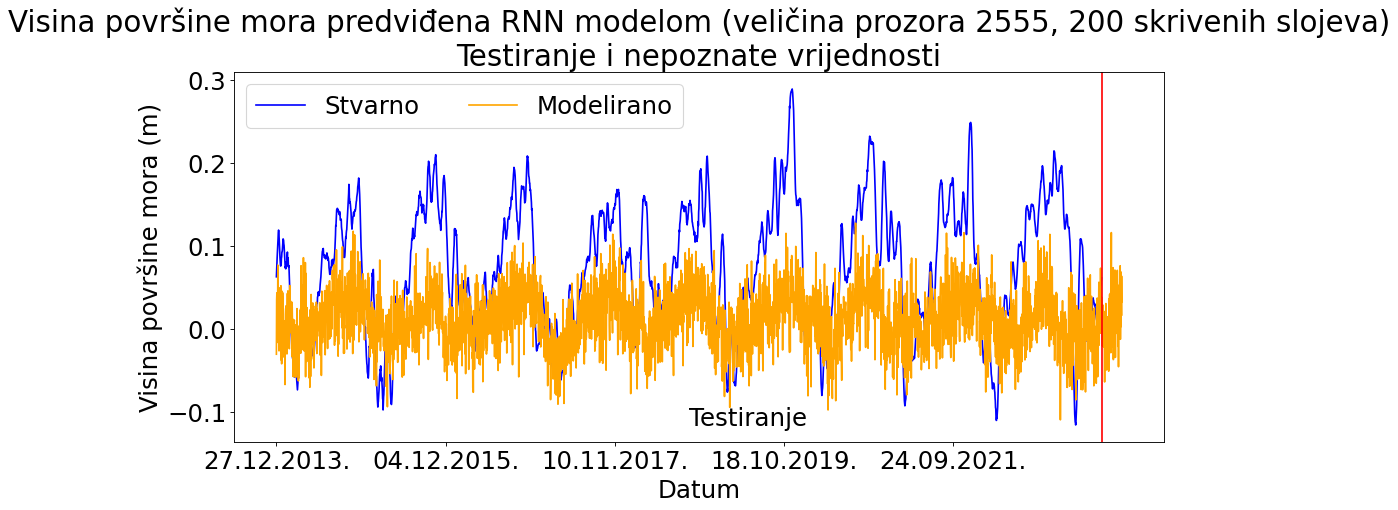 Visina površine mora predviđena RNN modelom (veličina prozora 2555, 200 skrivenih slojeva)
Testiranje i nepoznate vrijednosti
Stvarno
Modelirano
Visina površine mora (m)
0.3
0.2
0.1
0.0
−0.1
Testiranje
27.12.2013.
04.12.2015.
10.11.2017.
18.10.2019.
24.09.2021.
Datum